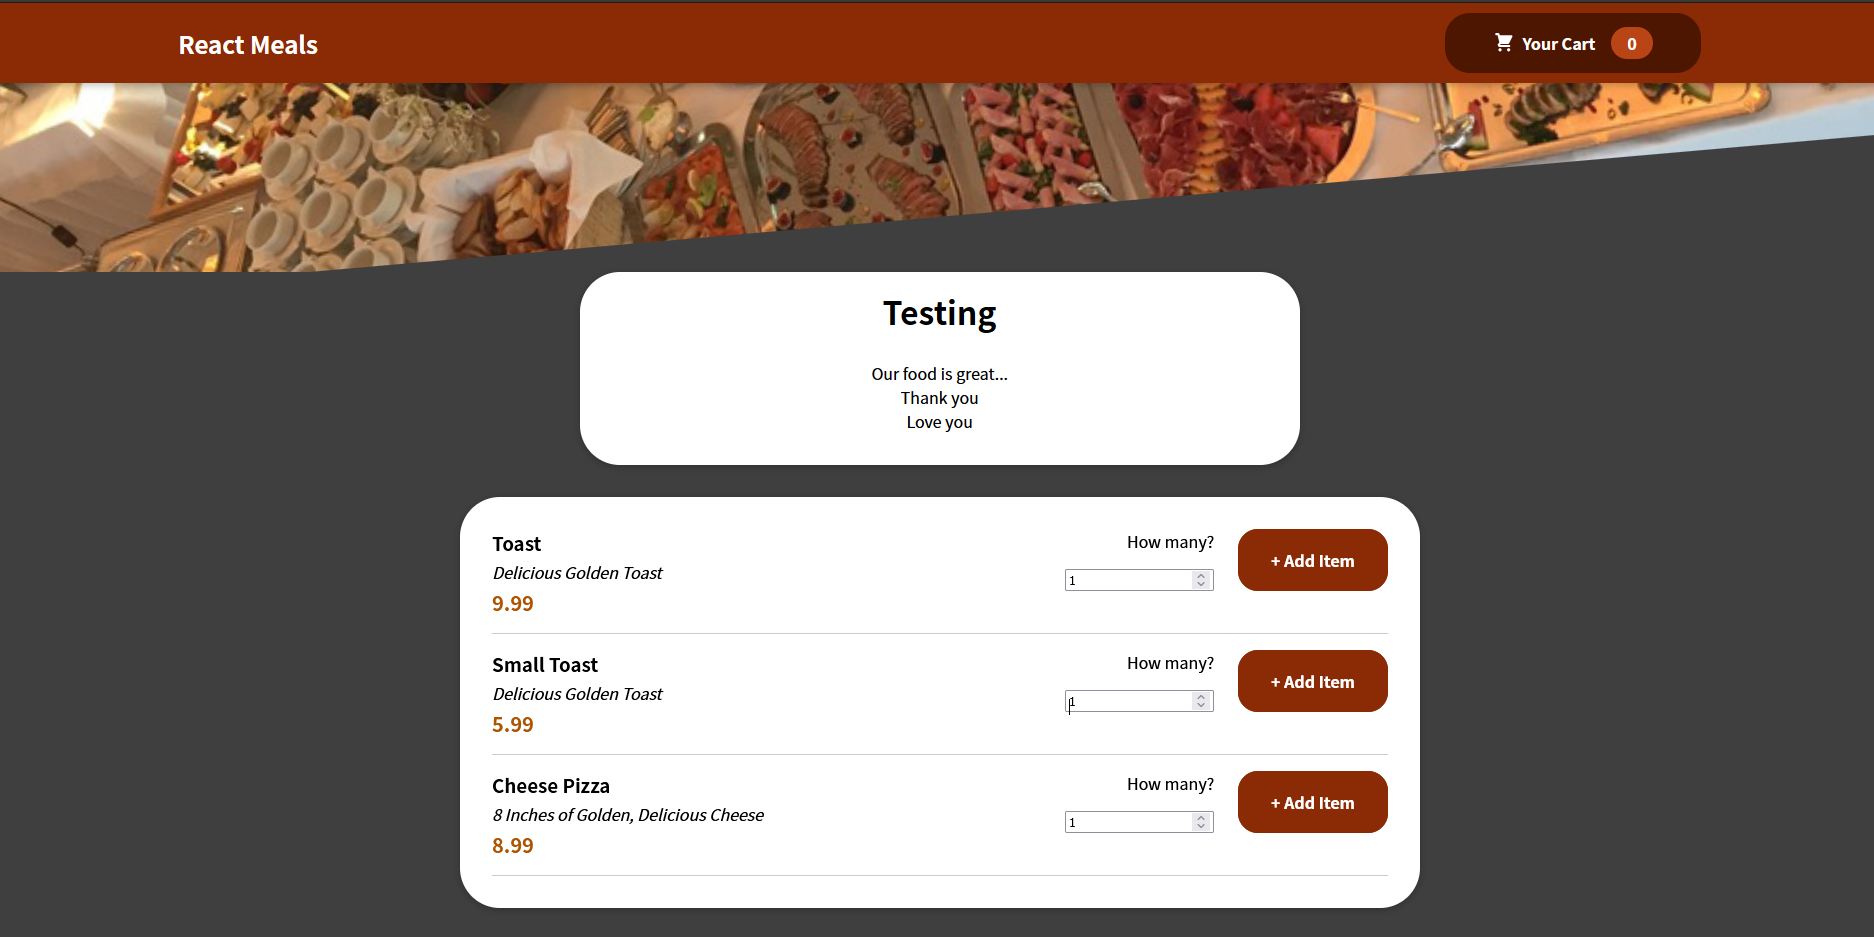 React Meals
Your Cart 0
Testing
Our food is great...
Thank you
Love you
Toast
Delicious Golden Toast
9.99
How many?
1
+ Add Item
Small Toast
Delicious Golden Toast
5.99
How many?
1
+ Add Item
Cheese Pizza
8 Inches of Golden, Delicious Cheese
8.99
How many?
1
+ Add Item